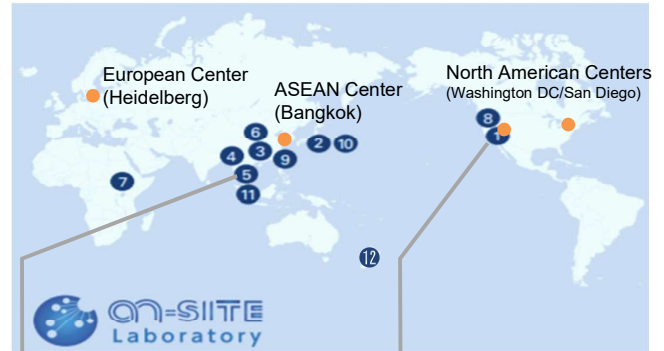 European Center
(Heidelberg)
ASEAN Center
(Bangkok)
North American Centers
(Washington DC/San Diego)
8
1
6
4
3
9
2
10
5
7
11
12
on=SITE
Laboratory